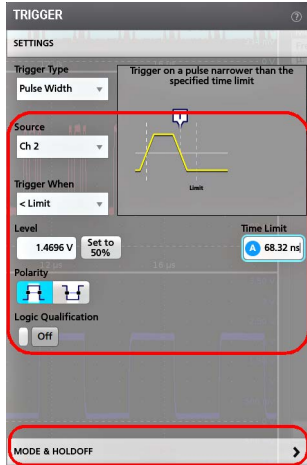 TRIGGER
SETTINGS
Trigger Type
Pulse Width
Trigger on a pulse narrower than the
specified time limit
Source
Ch 2
T
Limit
Trigger When
< Limit
Level
1.4696 V
Set to
50%
Time Limit
A 68.32 ns
Polarity
Logic Qualification
Off
MODE & HOLDOFF